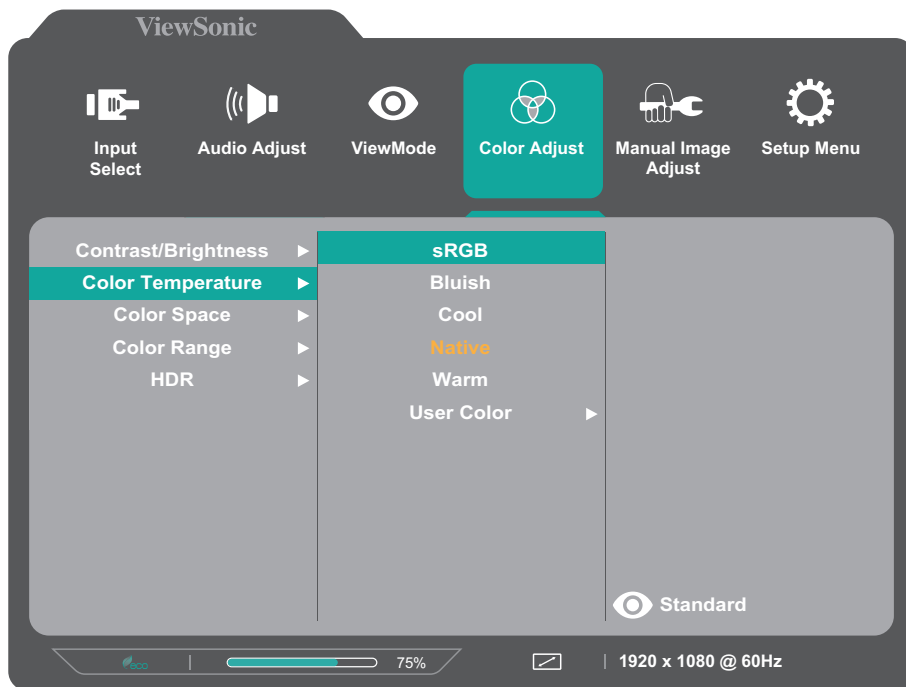 ViewSonic
Input
Select
Audio Adjust
ViewMode
Color Adjust
Manual Image
Adjust
Setup Menu
Contrast/Brightness
Color Temperature
Color Space
Color Range
HDR
sRGB
Bluish
Cool
Native
Warm
User Color
Standard
eco
75%
1920 x 1080 @ 60Hz